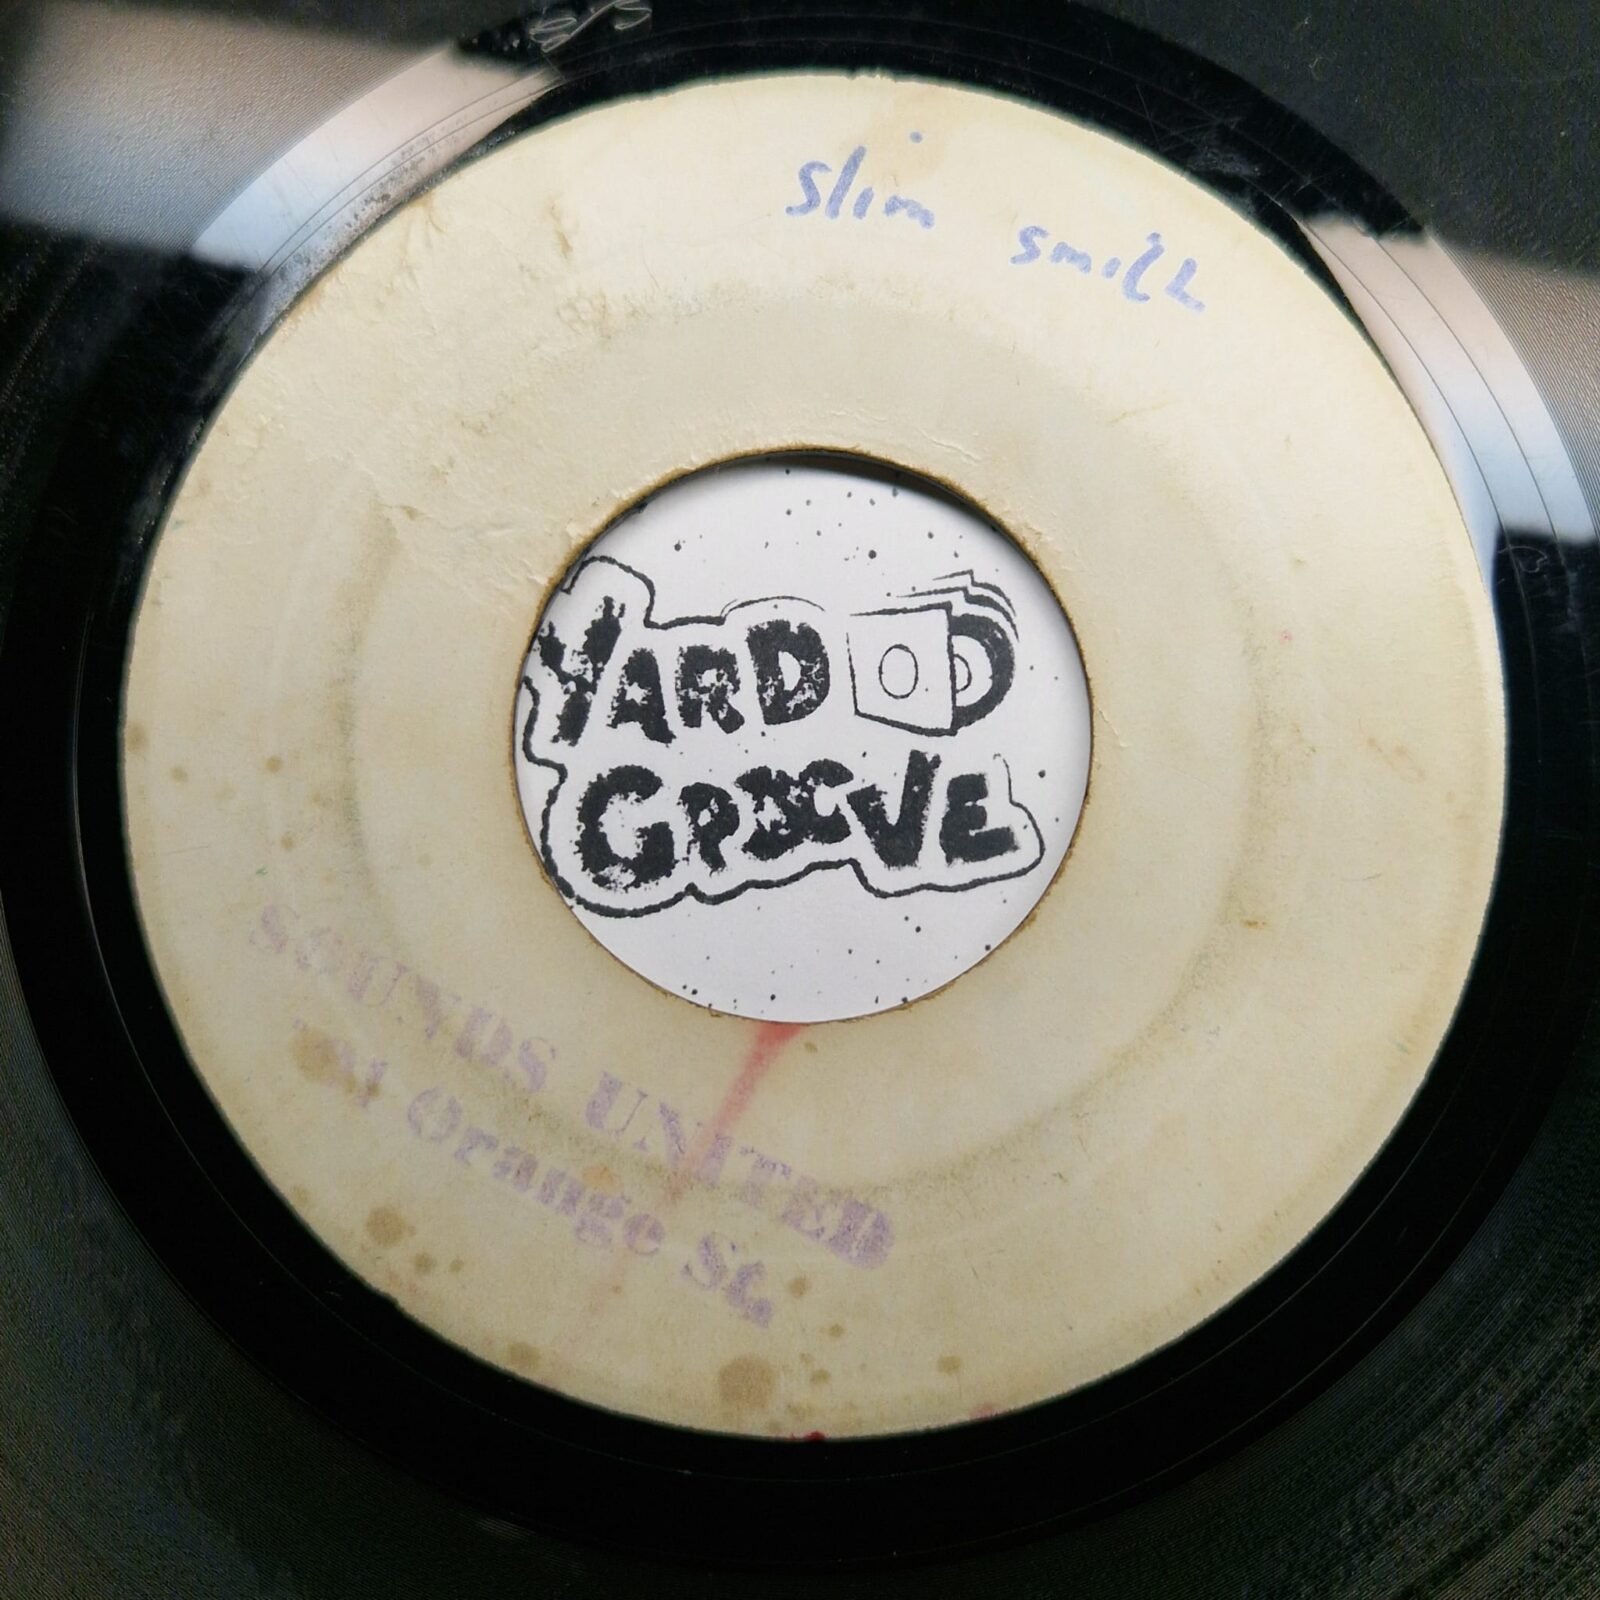 slim smith
YARD
GROOVE
SOUNDS UNITED
Orange St.